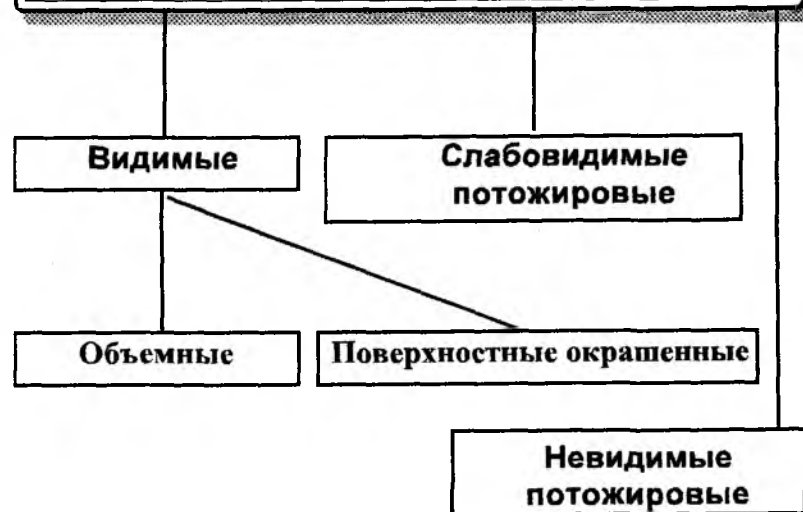 Видимые
Слабовидимые
потожировые
Объемные
Поверхностные окрашенные
Невидимые
потожировые